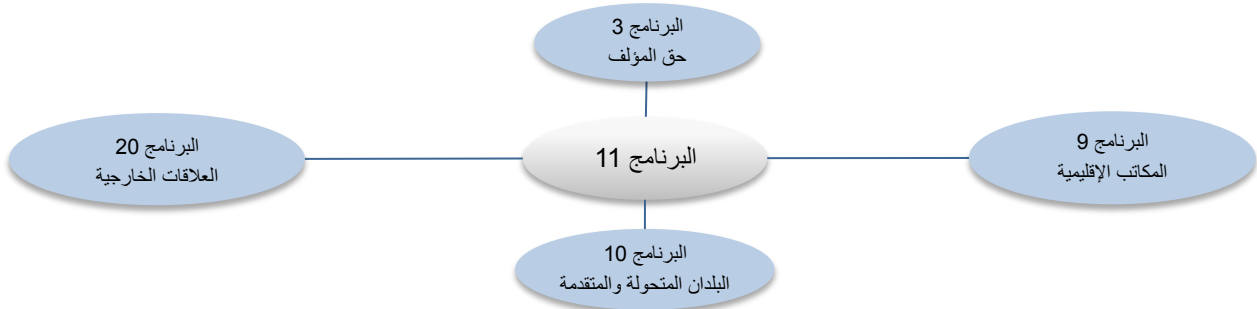 البرنامج 3
حق المؤلف
البرنامج 9
المكاتب الإقليمية
البرنامج 11
البرنامج 20
العلاقات الخارجية
البرنامج 10
البلدان المتحولة والمتقدمة